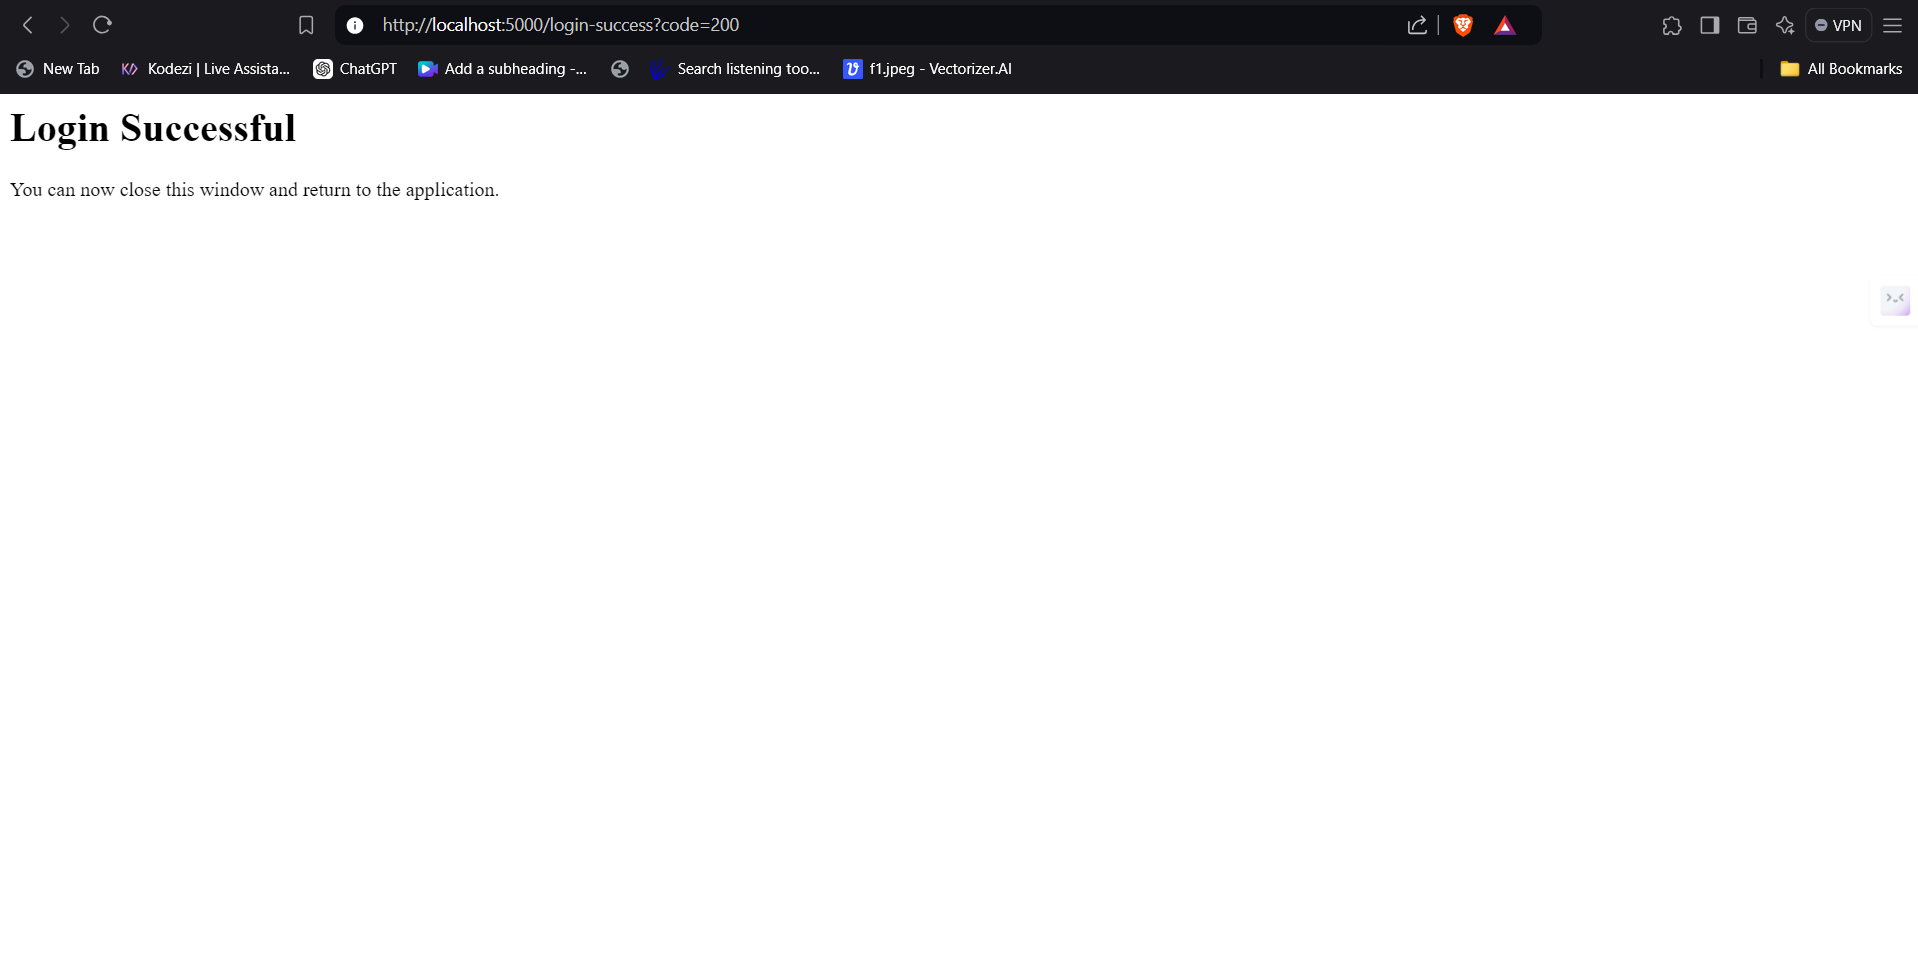 http://localhost:5000/login-success?code=200
VPN
New Tab
Kodezi | Live Assista...
ChatGPT
Add a subheading -...
Search listening too...
f1.jpeg - Vectorizer.AI
All Bookmarks
Login Successful
You can now close this window and return to the application.